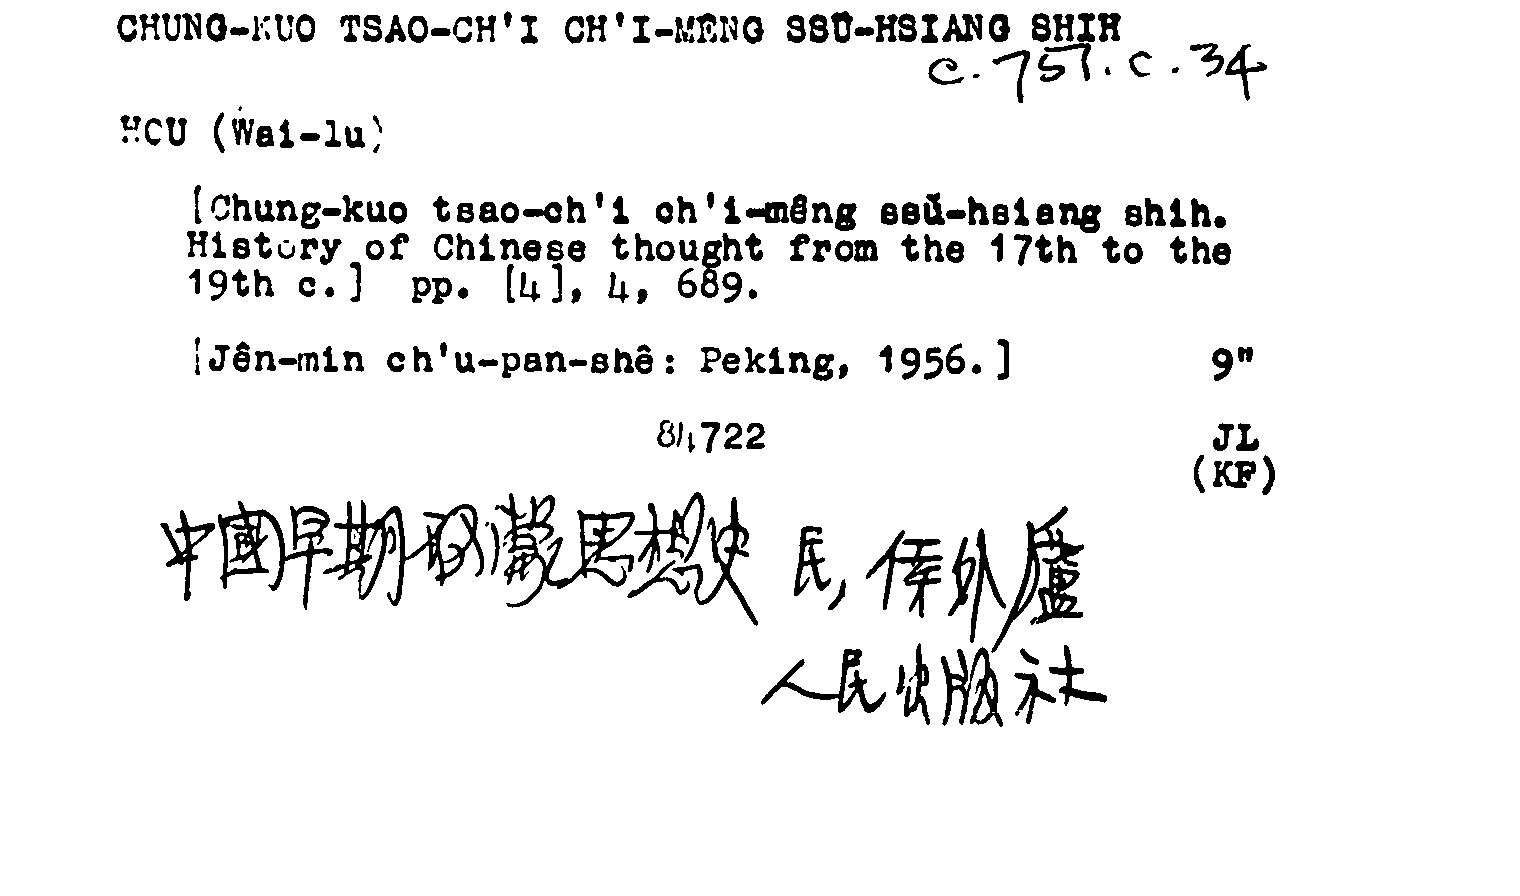 CHUNG-KUO TSAO-CH'I CH'I-MÊNG SSŬ-HSIANG SHIH
c.757.c.34
HOU (Wai-lu)
[Chung-kuo tsao-ch'i ch'i-mêng ssŭ-hsiang shih.
History of Chinese thought from the 17th to the
19th c.] pp. [4], 4, 689.
[Jên-min ch'u-pan-shê: Peking, 1956.] 9"
84722 JL
(KF)
中國早期啟蒙思想史 民, 侯外廬
人民出版社